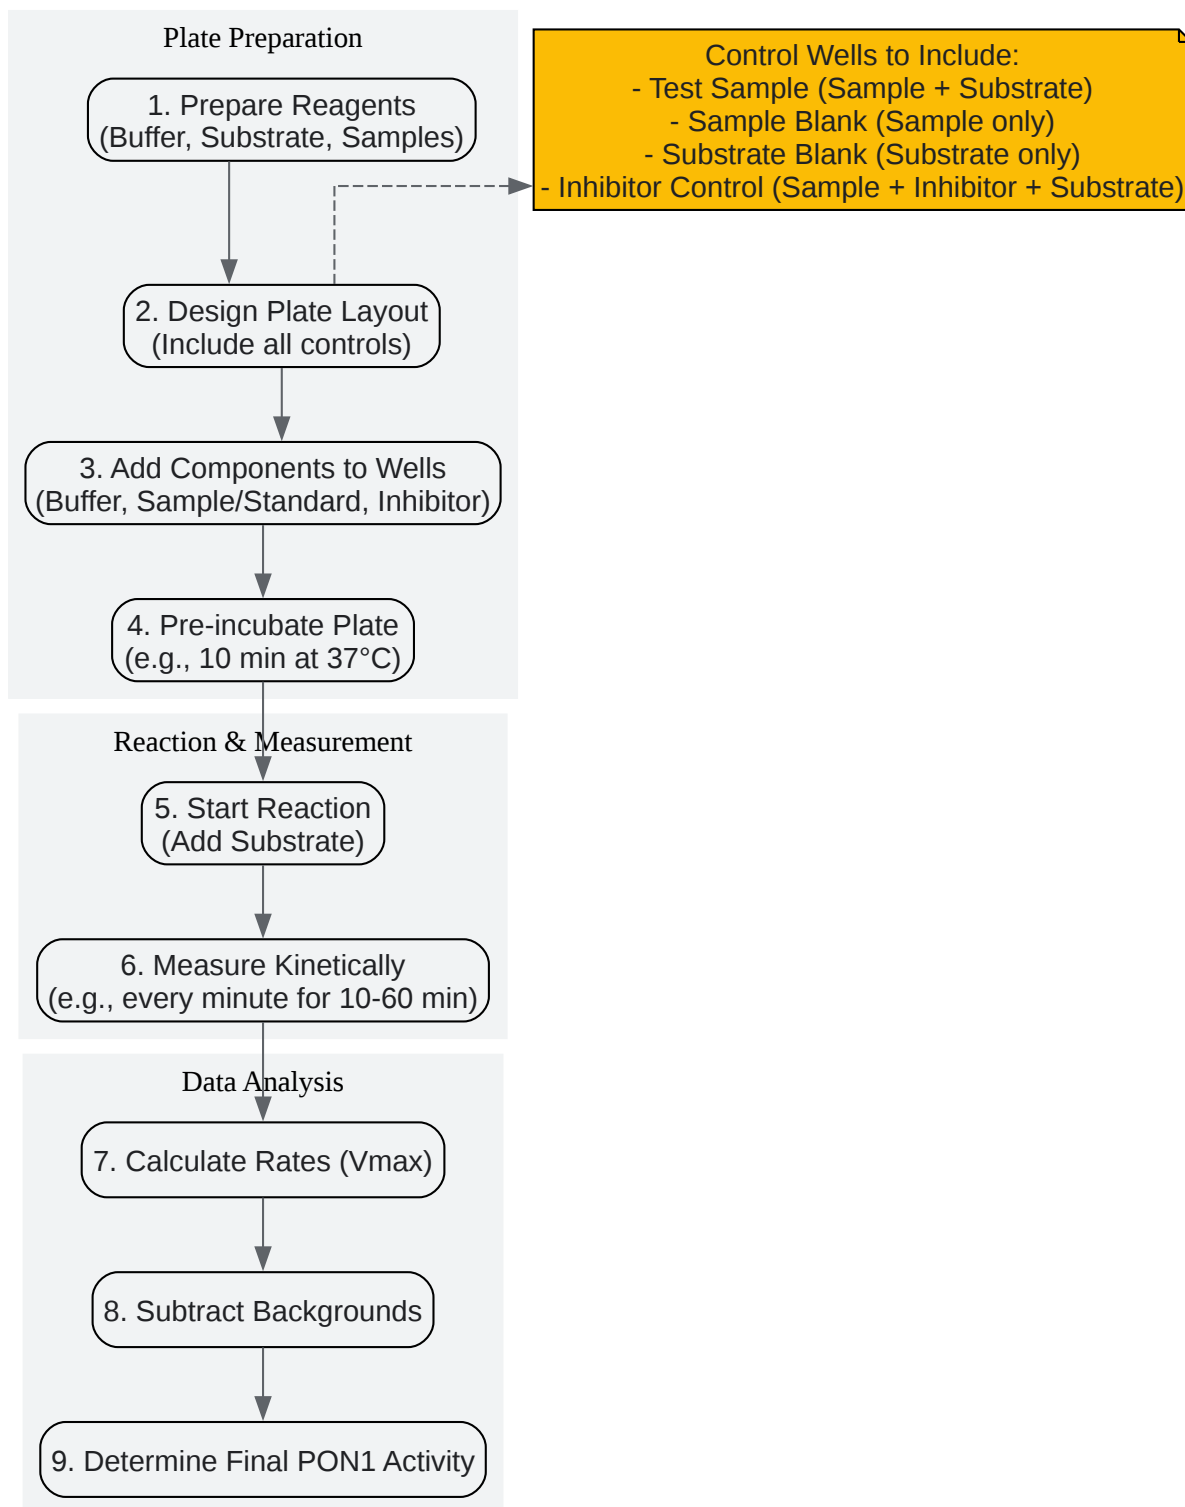 Plate Preparation
1. Prepare Reagents
(Buffer, Substrate, Samples)
Control Wells to Include:
- Test Sample (Sample + Substrate)
- Sample Blank (Sample only)
- Substrate Blank (Substrate only)
- Inhibitor Control (Sample + Inhibitor + Substrate)
2. Design Plate Layout
(Include all controls)
3. Add Components to Wells
(Buffer, Sample/Standard, Inhibitor)
4. Pre-incubate Plate
(e.g., 10 min at 37°C)
Reaction & Measurement
5. Start Reaction
(Add Substrate)
6. Measure Kinetically
(e.g., every minute for 10-60 min)
Data Analysis
7. Calculate Rates (Vmax)
8. Subtract Backgrounds
9. Determine Final PON1 Activity